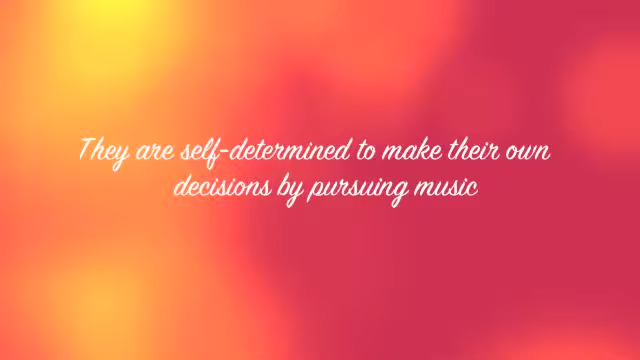 They are self-determined to make their own
decisions by pursuing music